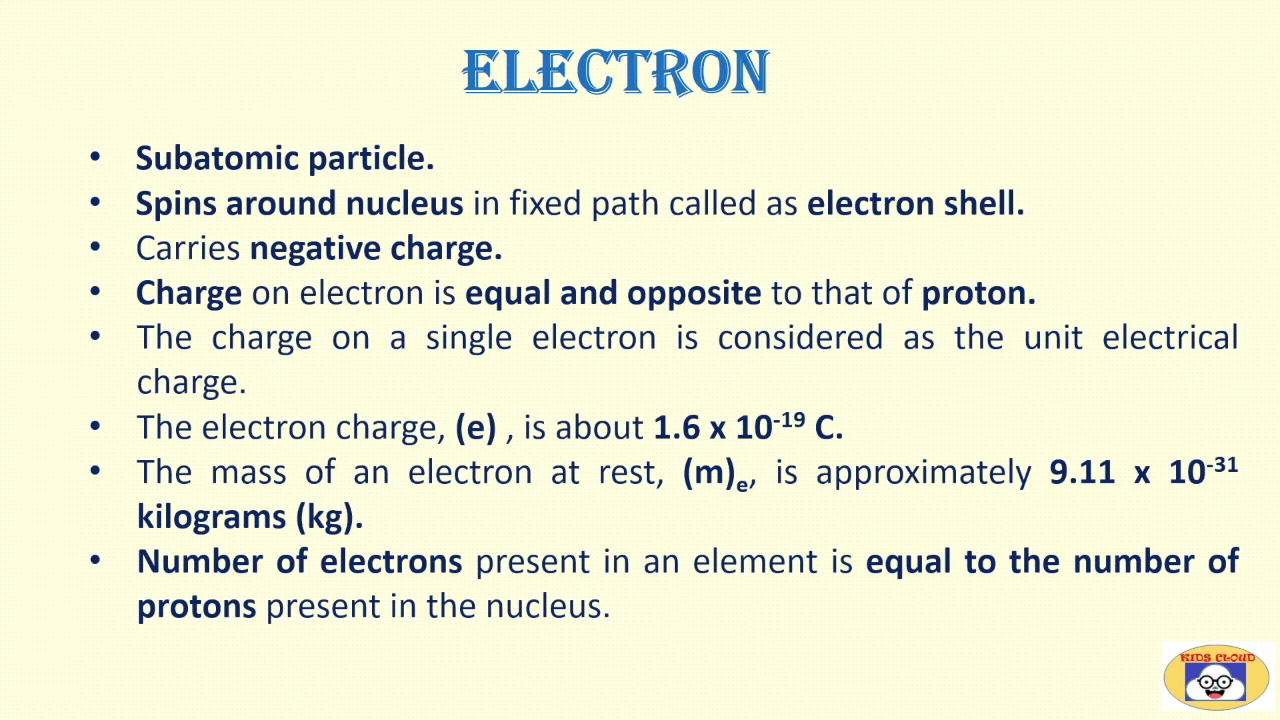 ELECTRON
• Subatomic particle.
• Spins around nucleus in fixed path called as electron shell.
• Carries negative charge.
• Charge on electron is equal and opposite to that of proton.
• The charge on a single electron is considered as the unit electrical
charge.
• The electron charge, (e) , is about 1.6 x 10⁻¹⁹ C.
• The mass of an electron at rest, (m)ₑ, is approximately 9.11 x 10⁻³¹
kilograms (kg).
• Number of electrons present in an element is equal to the number of
protons present in the nucleus.
KIDS CLOUD